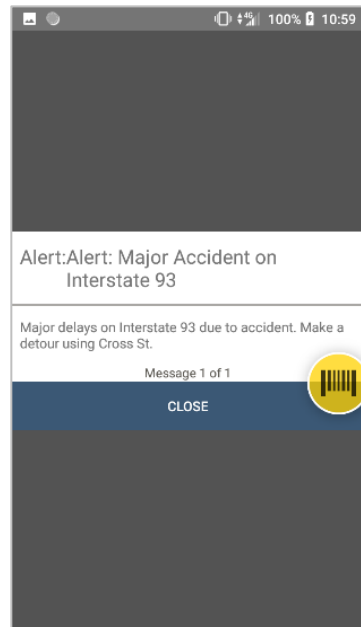 4G 100% 10:59
Alert:Alert: Major Accident on
Interstate 93
Major delays on Interstate 93 due to accident. Make a
detour using Cross St.
Message 1 of 1
CLOSE